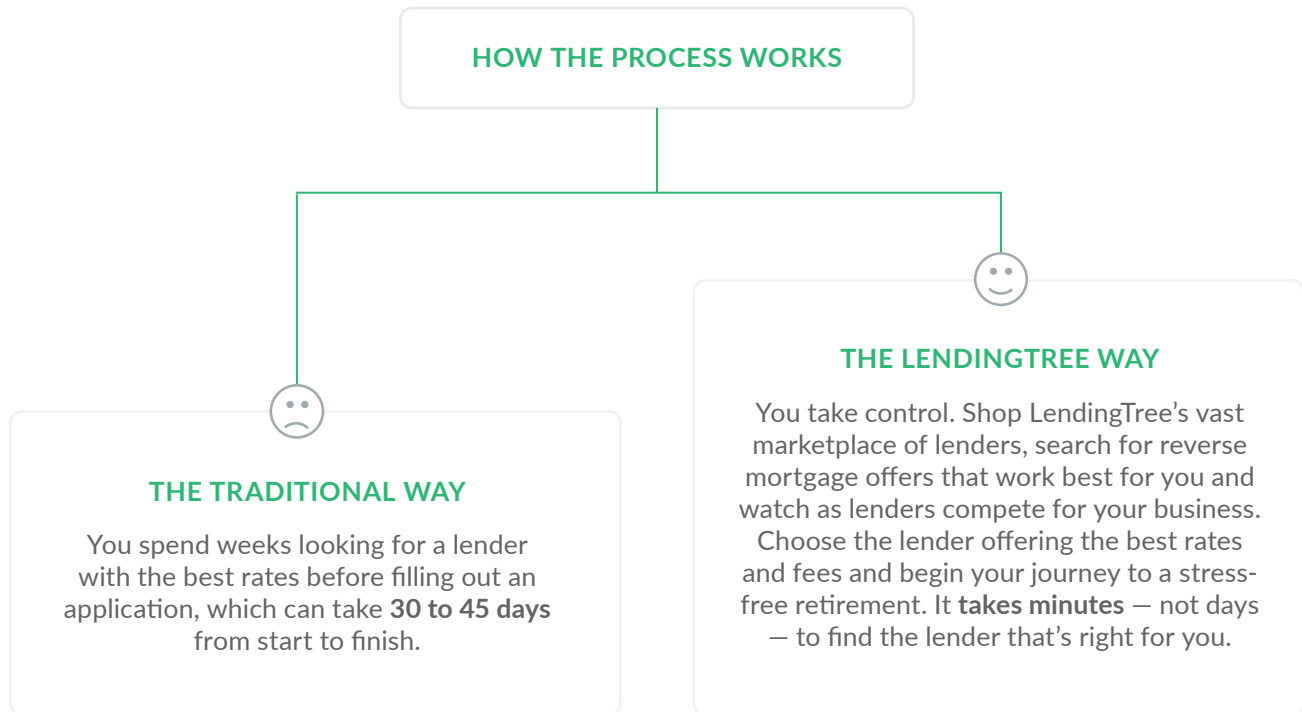 HOW THE PROCESS WORKS
THE TRADITIONAL WAY
You spend weeks looking for a lender
with the best rates before filling out an
application, which can take 30 to 45 days
from start to finish.
THE LENDINGTREE WAY
You take control. Shop LendingTree’s vast
marketplace of lenders, search for reverse
mortgage offers that work best for you and
watch as lenders compete for your business.
Choose the lender offering the best rates
and fees and begin your journey to a stress-
free retirement. It takes minutes — not days
— to find the lender that’s right for you.